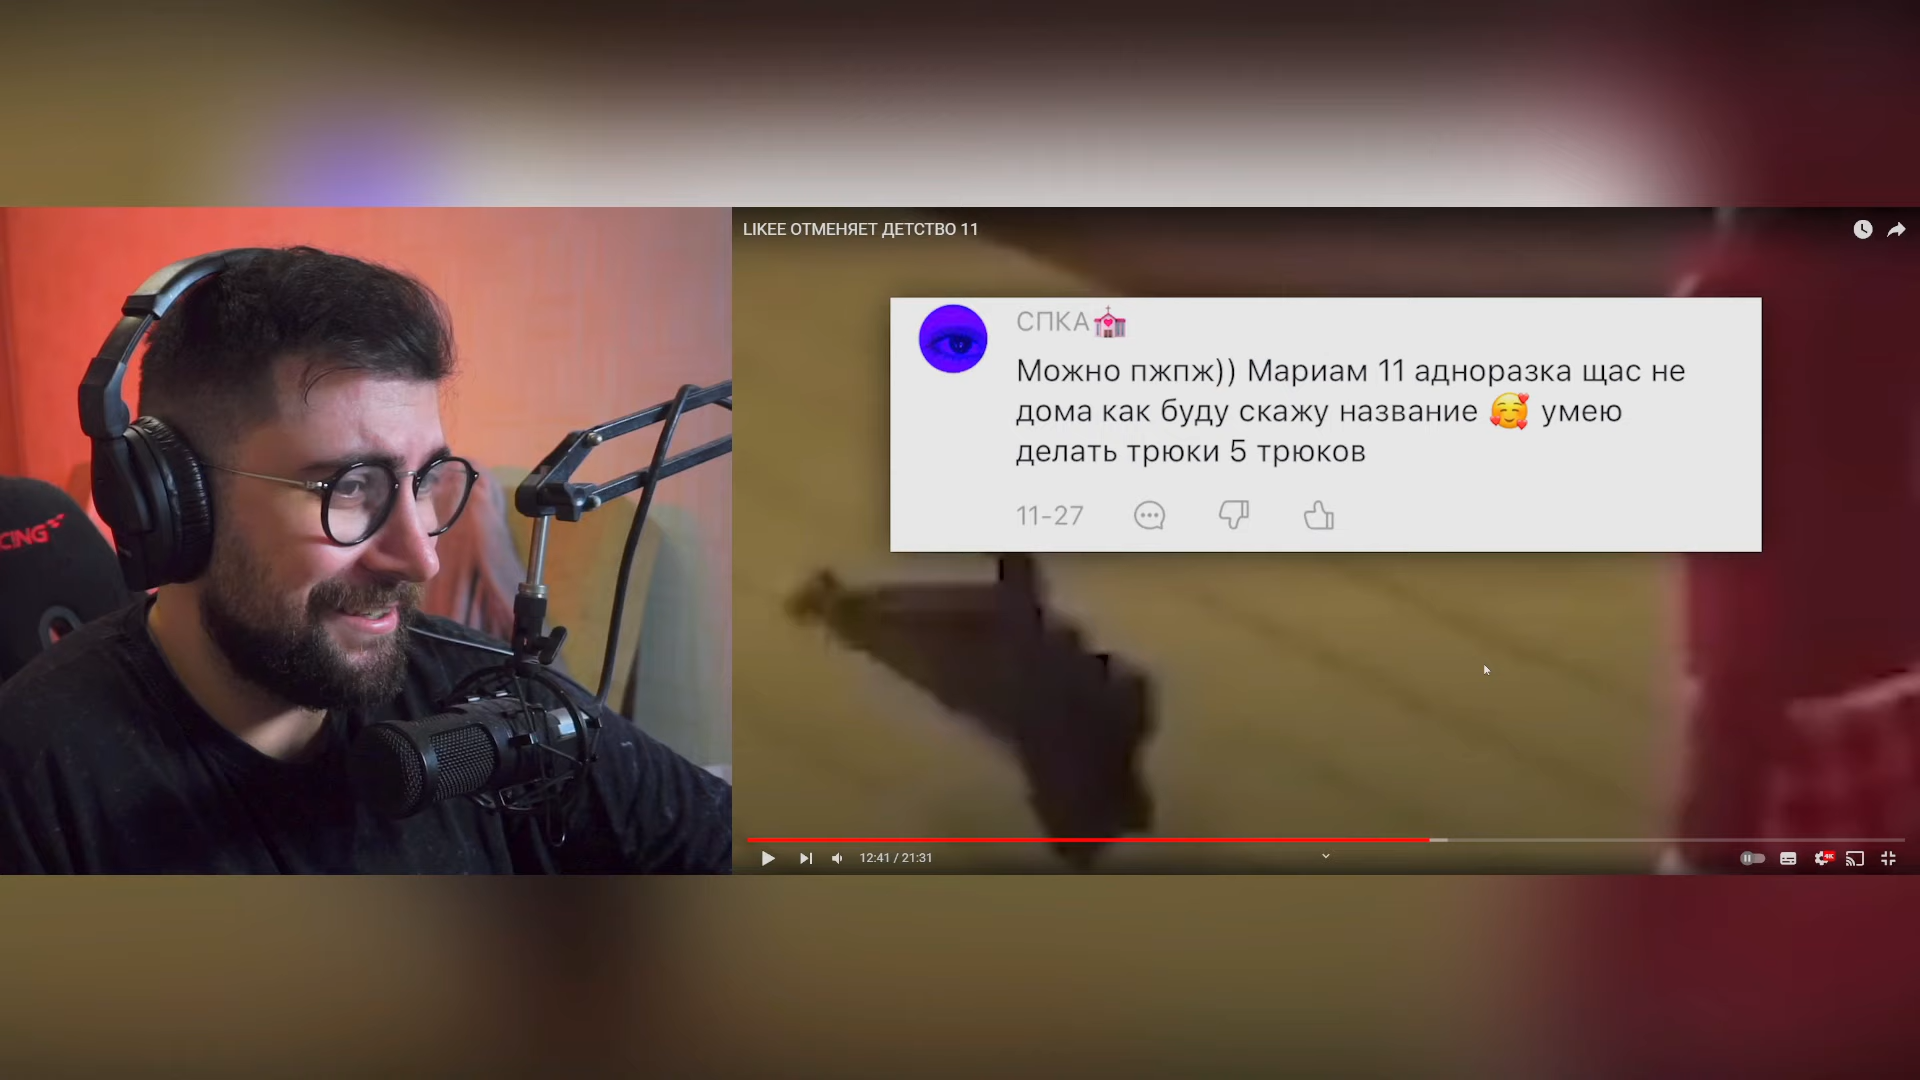 LIKEE ОТМЕНЯЕТ ДЕТСТВО 11
СПКА
Можно пжпж)) Мариам 11 адноразка щас не
дома как буду скажу название 🥰 умею
делать трюки 5 трюков
11-27
CING
12:41 / 21:31
4K